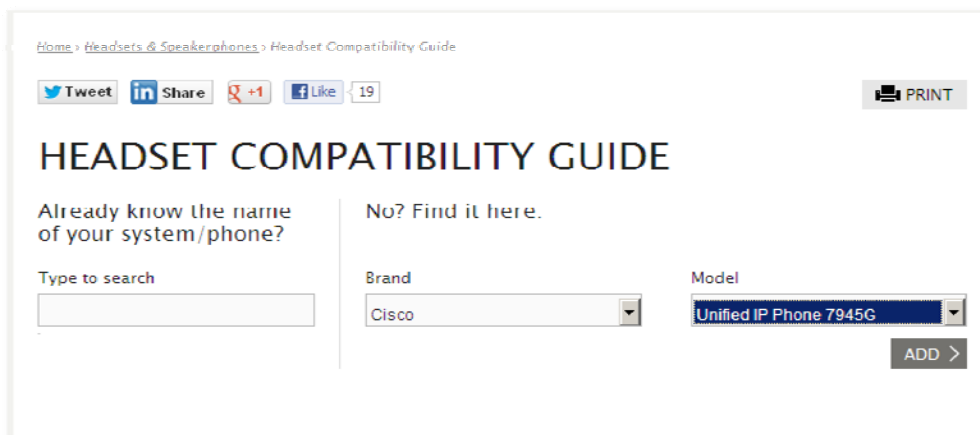 Home › Headsets & Speakerphones › Headset Compatibility Guide
Tweet in Share g +1 f Like 19
PRINT
HEADSET COMPATIBILITY GUIDE
Already know the name
of your system/phone?
Type to search
No? Find it here.
Brand
Cisco
Model
Unified IP Phone 7945G
ADD >